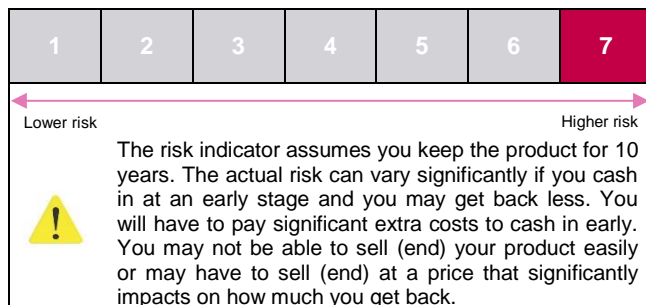 1 2 3 4 5 6 7
Lower risk Higher risk
The risk indicator assumes you keep the product for 10
years. The actual risk can vary significantly if you cash
in at an early stage and you may get back less. You
will have to pay significant extra costs to cash in early.
You may not be able to sell (end) your product easily
or may have to sell (end) at a price that significantly
impacts on how much you get back.